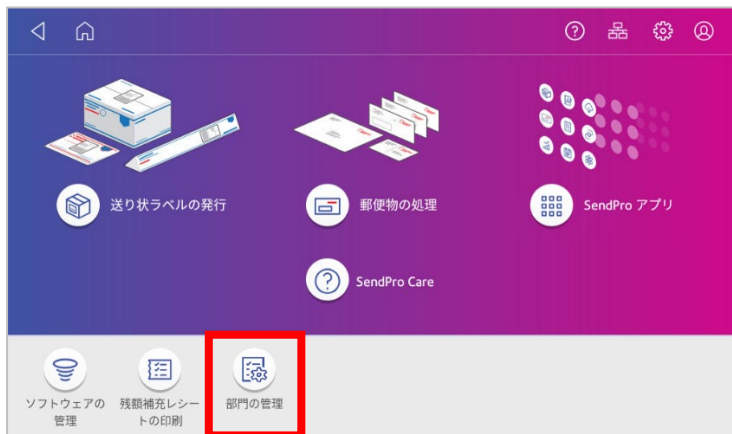 送り状ラベルの発行
郵便物の処理
SendPro アプリ
SendPro Care
ソフトウェアの
管理
残額補充レシー
トの印刷
部門の管理